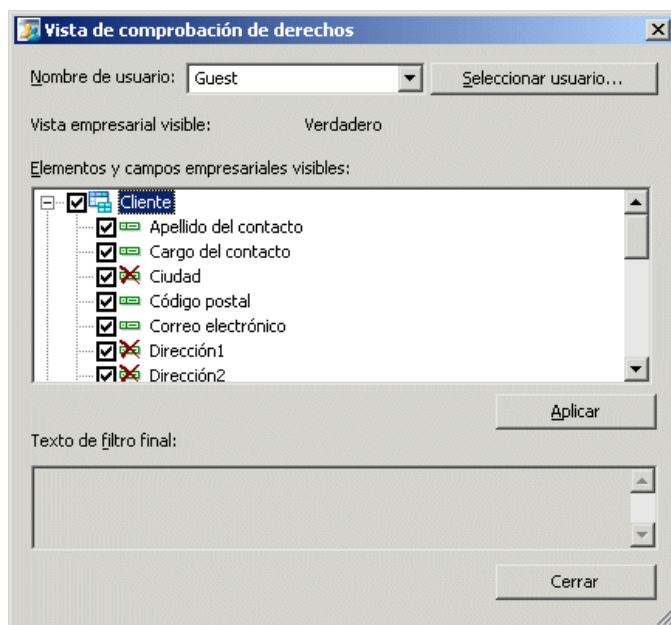 Vista de comprobación de derechos
Nombre de usuario: Guest Seleccionar usuario...
Vista empresarial visible: Verdadero
Elementos y campos empresariales visibles:
Cliente
Apellido del contacto
Cargo del contacto
Ciudad
Código postal
Correo electrónico
Dirección1
Dirección2
Aplicar
Texto de filtro final:
Cerrar